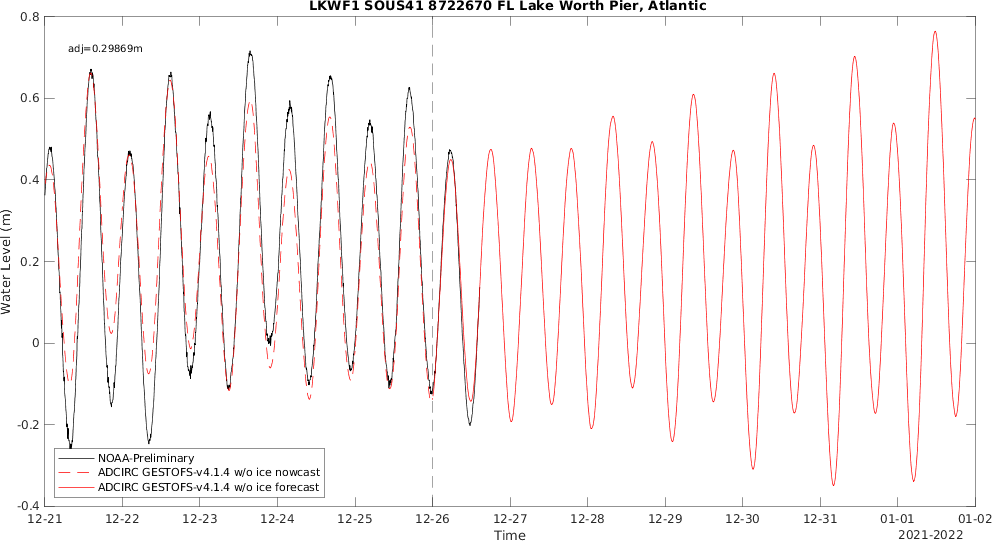 LKWF1 SOUS41 8722670 FL Lake Worth Pier, Atlantic
adj=0.29869m
0.8
0.6
0.4
0.2
0
-0.2
-0.4
Water Level (m)
NOAA-Preliminary
ADCIRC GESTOFS-v4.1.4 w/o ice nowcast
ADCIRC GESTOFS-v4.1.4 w/o ice forecast
12-21 12-22 12-23 12-24 12-25 12-26 12-27 12-28 12-29 12-30 12-31 01-01 01-02
Time
2021-2022